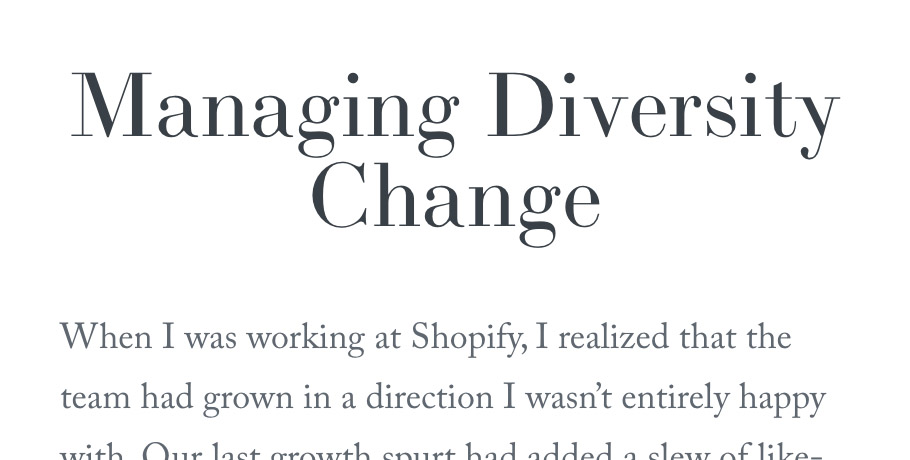 Managing Diversity
Change
When I was working at Shopify, I realized that the
team had grown in a direction I wasn’t entirely happy
with. Our last growth spurt had added a slew of like-